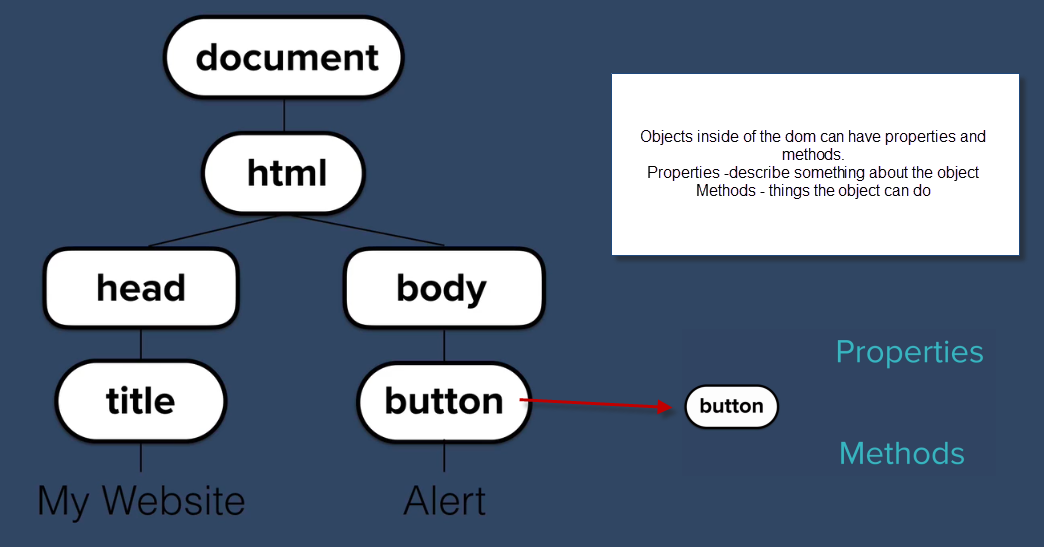 document
html
head
body
title
button
My Website
Alert
Objects inside of the dom can have properties and
methods.
Properties -describe something about the object
Methods - things the object can do
Properties
button
Methods